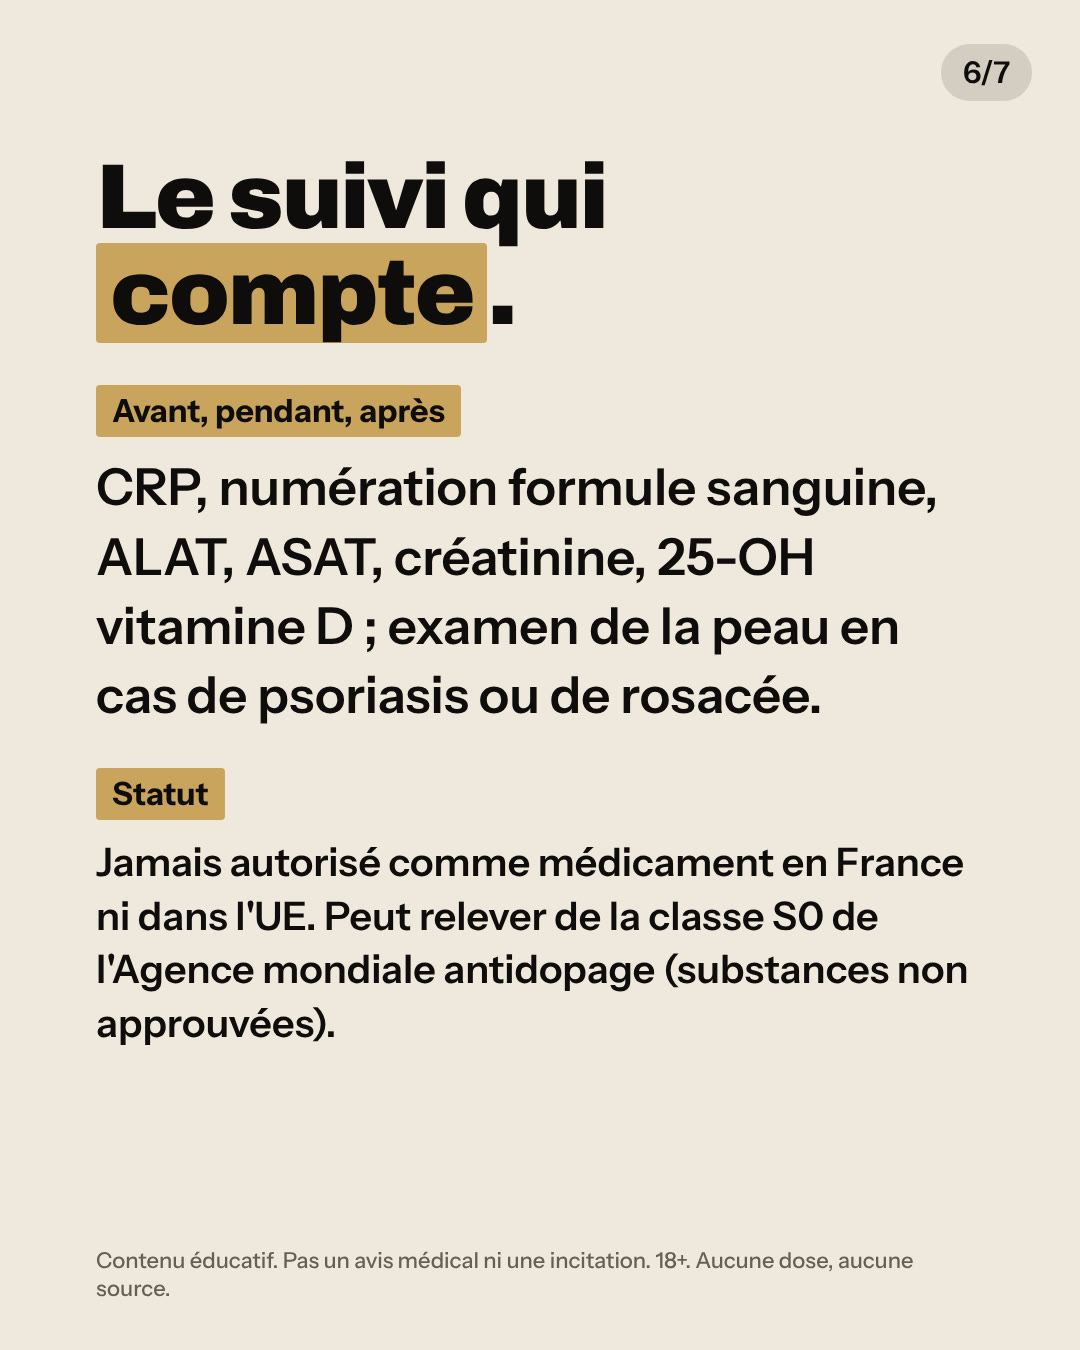 6/7
Le suivi qui
compte.
Avant, pendant, après
CRP, numération formule sanguine,
ALAT, ASAT, créatinine, 25-OH
vitamine D ; examen de la peau en
cas de psoriasis ou de rosacée.
Statut
Jamais autorisé comme médicament en France
ni dans l'UE. Peut relever de la classe S0 de
l'Agence mondiale antidopage (substances non
approuvées).
Contenu éducatif. Pas un avis médical ni une incitation. 18+. Aucune dose, aucune
source.